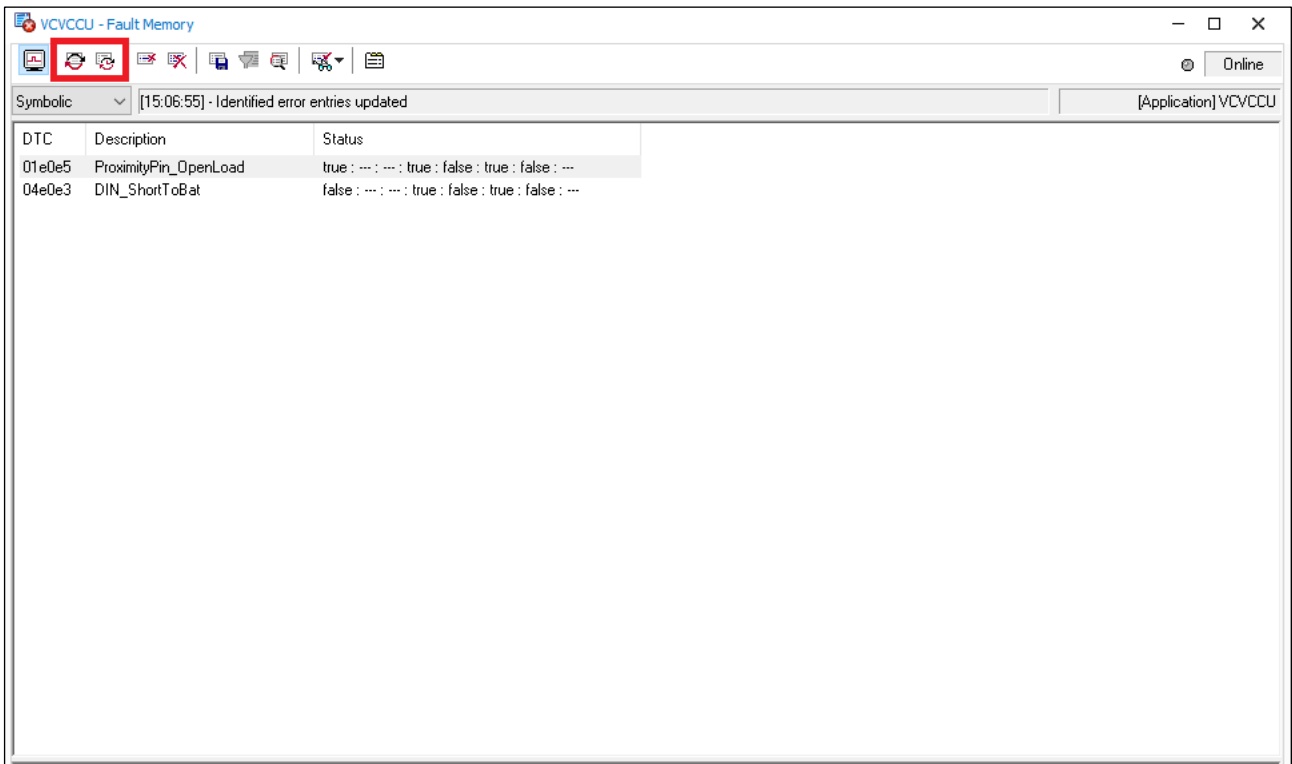 VCVCCU - Fault Memory
Online
Symbolic [15:06:55] - Identified error entries updated [Application] VCVCCU
DTC Description Status
01e0e5 ProximityPin_OpenLoad true : --- : --- : true : false : true : false : ---
04e0e3 DIN_ShortToBat false : --- : --- : true : false : true : false : ---